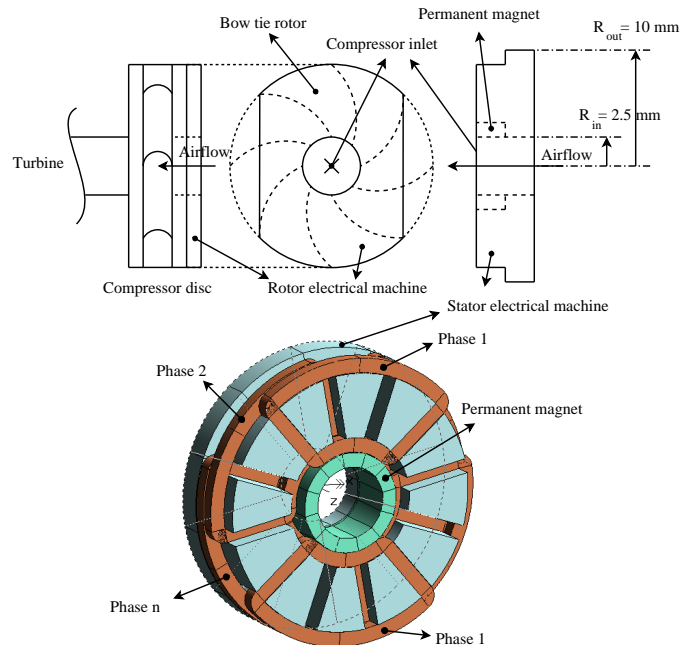 Bow tie rotor
Permanent magnet
R_out = 10 mm
Compressor inlet
R_in = 2.5 mm
Turbine
Airflow
Airflow
Compressor disc
Rotor electrical machine
Stator electrical machine
Phase 1
Phase 2
Permanent magnet
z
Phase n
Phase 1